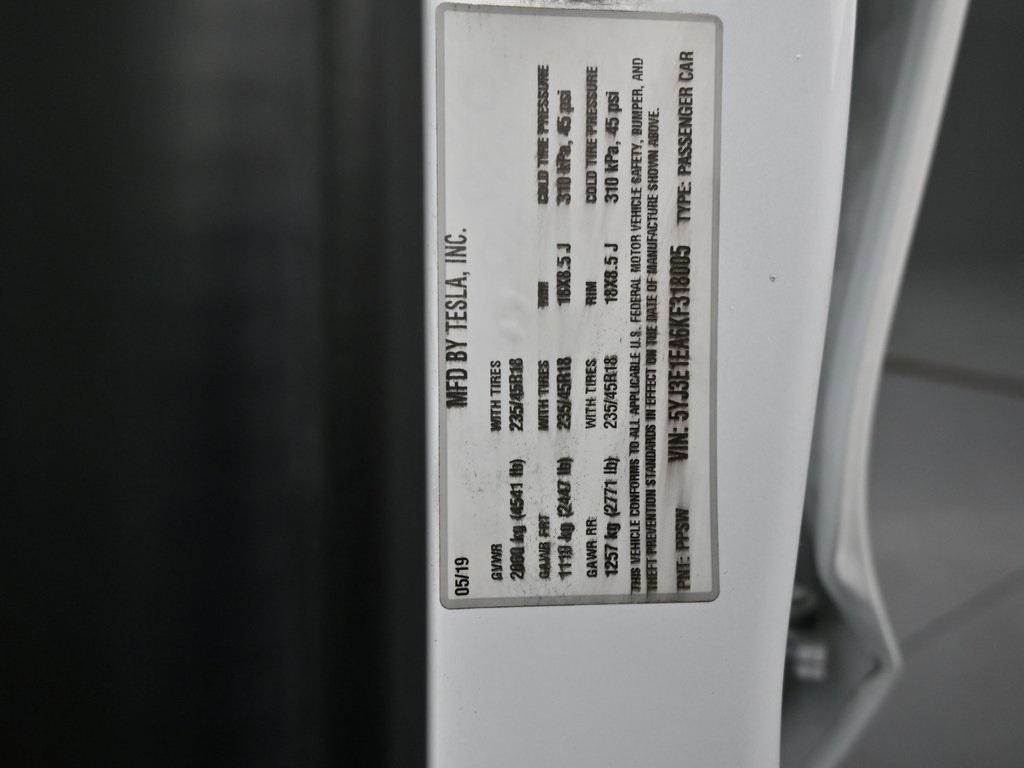 05/19 MFD BY TESLA, INC.
GVWR WITH TIRES
2060 kg (4541 lb) 235/45R18
GAWR FRT WITH TIRES RIM COLD TIRE PRESSURE
1110 kg (2447 lb) 235/45R18 18X8.5 J 310 kPa, 45 psi
GAWR RR WITH TIRES RIM COLD TIRE PRESSURE
1257 kg (2771 lb) 235/45R18 18X8.5 J 310 kPa, 45 psi
THIS VEHICLE CONFORMS TO ALL APPLICABLE U.S. FEDERAL MOTOR VEHICLE SAFETY, BUMPER, AND
THEFT PREVENTION STANDARDS IN EFFECT ON THE DATE OF MANUFACTURE SHOWN ABOVE.
PNT: PPSW VIN: 5YJ3E1EA6KF318005 TYPE: PASSENGER CAR